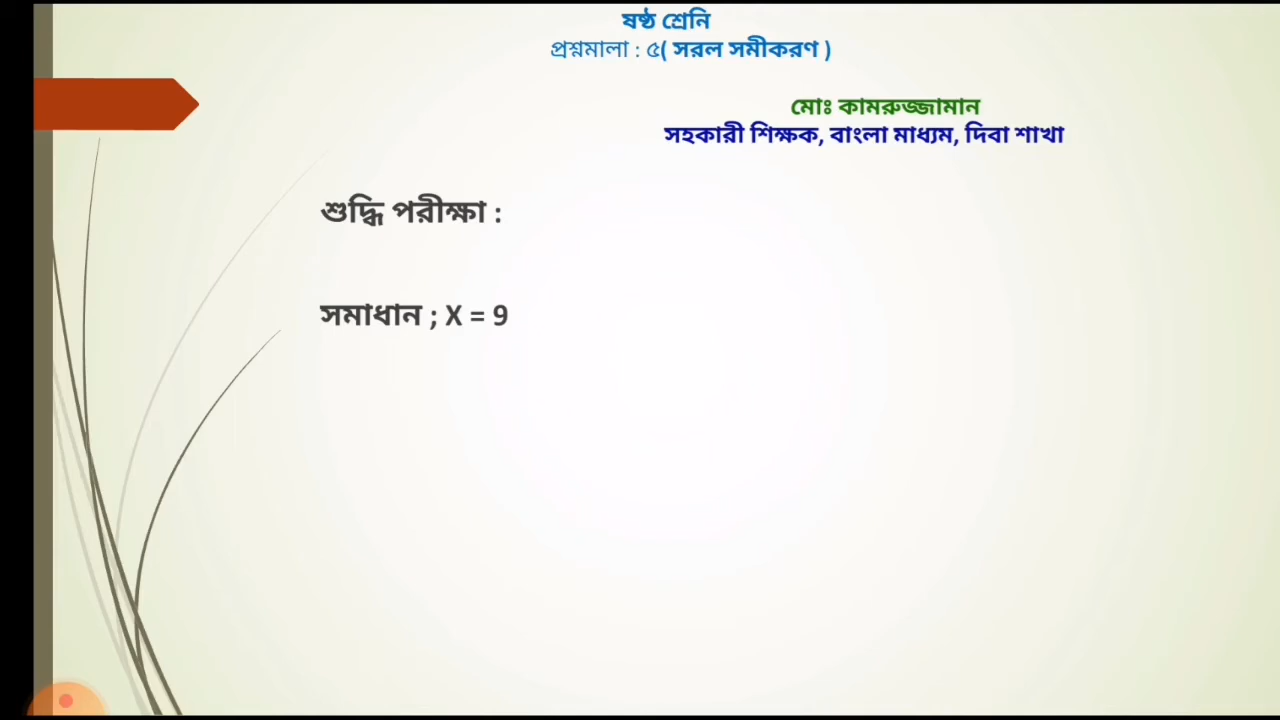 ষষ্ঠ শ্রেনি
প্রশ্নমালা : ৫( সরল সমীকরণ )
মোঃ কামরুজ্জামান
সহকারী শিক্ষক, বাংলা মাধ্যম, দিবা শাখা
শুদ্ধি পরীক্ষা :
সমাধান ; X = 9